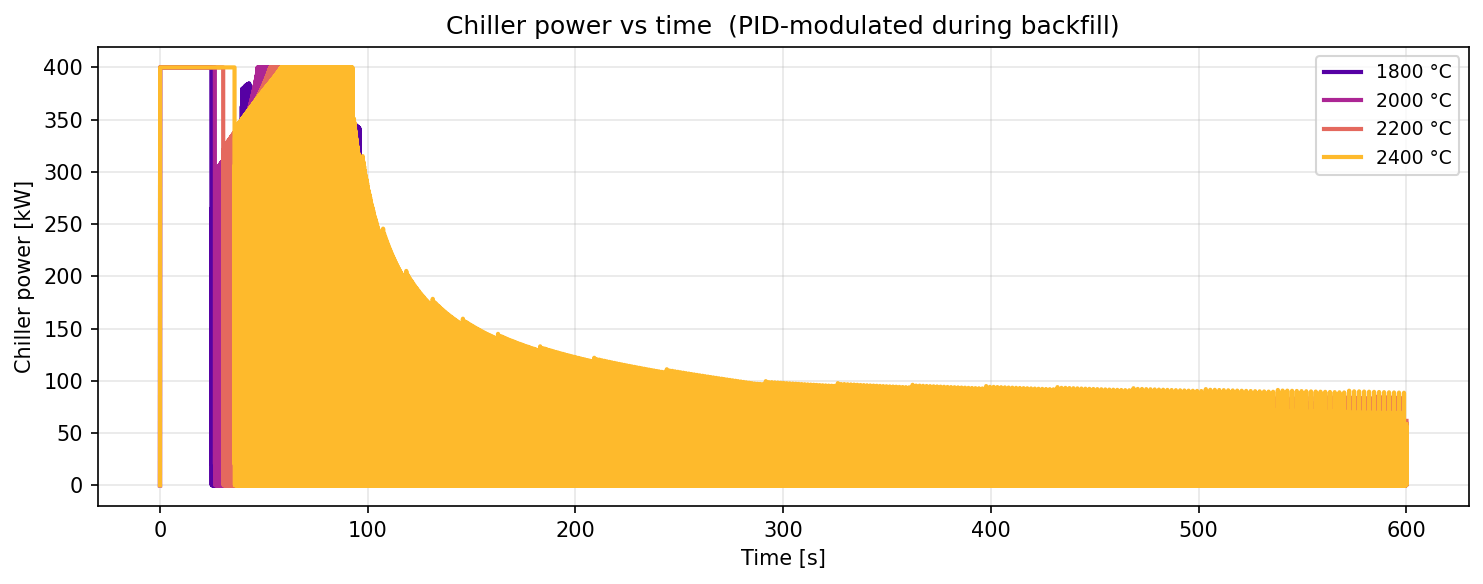 Chiller power vs time  (PID-modulated during backfill)
Chiller power [kW]
400
350
300
250
200
150
100
50
0
1800 °C
2000 °C
2200 °C
2400 °C
0 100 200 300 400 500 600
Time [s]